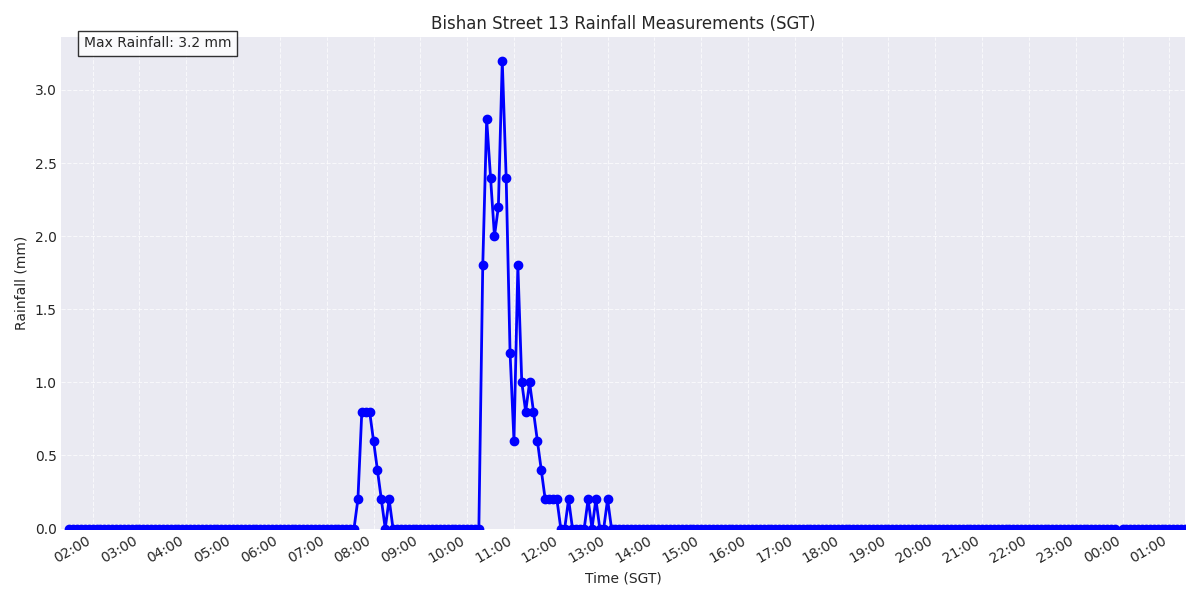 Bishan Street 13 Rainfall Measurements (SGT)
Max Rainfall: 3.2 mm
Rainfall (mm)
3.0
2.5
2.0
1.5
1.0
0.5
0.0
02:00 03:00 04:00 05:00 06:00 07:00 08:00 09:00 10:00 11:00 12:00 13:00 14:00 15:00 16:00 17:00 18:00 19:00 20:00 21:00 22:00 23:00 00:00 01:00
Time (SGT)